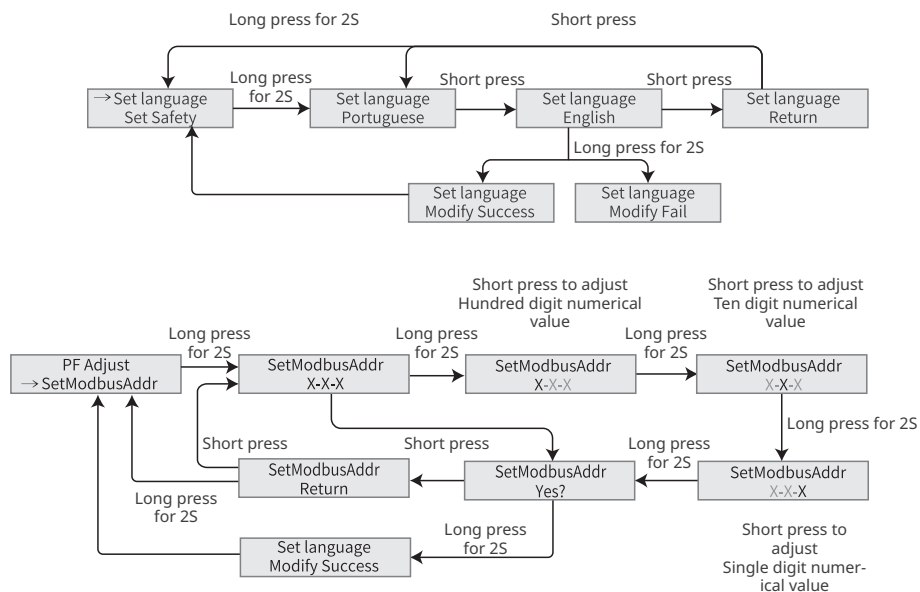 Long press for 2S
Short press
→Set language
Set Safety
Long press
for 2S
Set language
Portuguese
Short press
Set language
English
Short press
Set language
Return
Long press for 2S
Set language
Modify Success
Set language
Modify Fail
Short press to adjust
Hundred digit numerical
value
Short press to adjust
Ten digit numerical
value
PF Adjust
→SetModbusAddr
Long press
for 2S
SetModbusAddr
X-X-X
Long press
for 2S
SetModbusAddr
X-X-X
Long press
for 2S
SetModbusAddr
X-X-X
Long press for 2S
Short press
SetModbusAddr
Return
Short press
SetModbusAddr
Yes?
Long press
for 2S
SetModbusAddr
X-X-X
Long press
for 2S
Set language
Modify Success
Long press
for 2S
Short press to
adjust
Single digit numer-
ical value